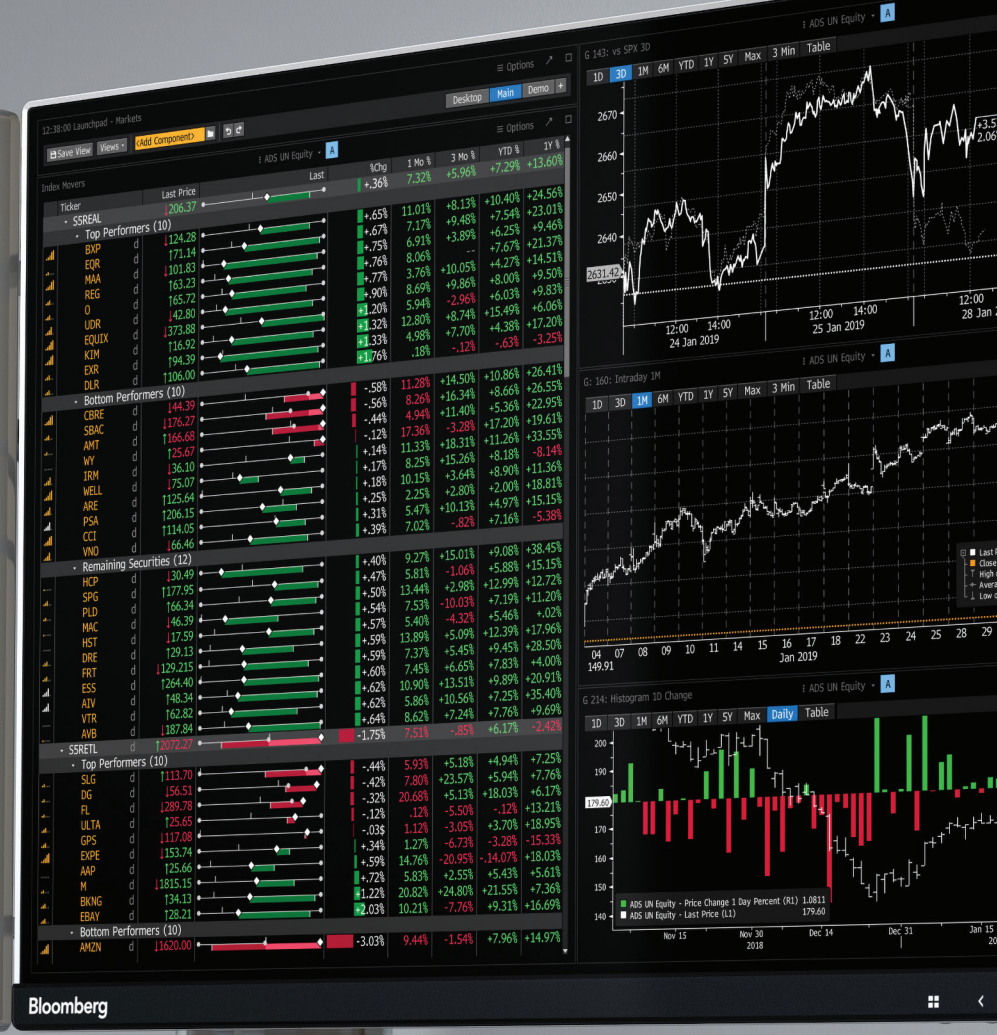 12:38:00 Launchpad - Markets
Options
Desktop Main Demo +
Save View Views <Add Component>
Options
ADS UN Equity A
Index Movers
Ticker Last Price Last %Chg 1 Mo % 3 Mo % YTD % 1Y %
S5REAL d ↓206.37 +.36% 7.32% +5.96% +7.29% +13.60%
Top Performers (10)
BXP d ↓124.28 +.65% 11.01% +8.13% +10.40% +24.56%
EQR d ↑71.14 +.67% 7.17% +9.48% +7.54% +23.01%
MAA d ↓101.83 +.75% 6.91% +3.89% +6.25% +9.46%
REG d ↑63.23 +.76% 8.06% +7.67% +21.37%
O d ↑65.72 +.77% 3.76% +10.05% +4.27% +14.51%
UDR d ↓42.80 +.90% 8.69% +9.86% +8.00% +9.50%
EQUIX d ↓373.88 +1.20% 5.94% -2.96% +6.03% +9.83%
KIM d ↑16.92 +1.32% 12.80% +8.74% +15.49% +6.06%
EXR d ↑94.39 +1.33% 4.98% +7.70% +4.38% +17.20%
DLR d ↑106.00 +1.76% .18% -.12% -.63% -3.25%
Bottom Performers (10)
CBRE d ↓44.39 -.58% 11.28% +14.50% +10.86% +26.41%
SBAC d ↓176.27 -.56% 8.26% +16.34% +8.66% +26.55%
AMT d ↑166.68 -.44% 4.94% +11.40% +5.36% +22.95%
WY d ↑25.67 -.12% 17.36% -3.28% +17.20% +19.61%
IRM d ↓36.10 +.14% 11.33% +18.31% +11.26% +33.55%
WELL d ↓75.07 +.17% 8.25% +15.26% +8.18% -8.14%
ARE d ↑125.64 +.18% 10.15% +3.64% +8.90% +11.36%
PSA d ↑206.15 +.25% 2.25% +2.80% +2.00% +18.81%
CCI d ↑114.05 +.31% 5.47% +10.13% +4.97% +15.15%
VNO d ↓66.46 +.39% 7.02% -.82% +7.16% -5.38%
Remaining Securities (12)
HCP d ↓30.49 +.40% 9.27% +15.01% +9.08% +38.45%
SPG d ↑177.95 +.47% 5.81% -1.06% +5.88% +15.15%
PLD d ↑66.34 +.50% 13.44% +2.98% +12.99% +12.72%
MAC d ↓46.39 +.54% 7.53% -10.03% +7.19% +11.20%
HST d ↓17.59 +.57% 5.40% -4.32% +5.46% +.02%
DRE d ↑29.13 +.59% 13.89% +5.09% +12.39% +17.96%
FRT d ↓129.215 +.59% 7.37% +5.45% +9.45% +28.50%
ESS d ↑264.40 +.60% 7.45% +6.65% +7.83% +4.00%
AIV d ↑48.34 +.62% 10.90% +13.51% +9.89% +20.91%
VTR d ↑62.82 +.62% 5.86% +10.56% +7.25% +35.40%
AVB d ↓187.84 +.64% 8.62% +7.24% +7.76% +9.69%
S5RETL d ↑2072.27 -1.75% 7.51% -.85% +6.17% -2.42%
Top Performers (10)
SLG d ↑113.70 -.44% 5.93% +5.18% +4.94% +7.25%
DG d ↓56.51 -.42% 7.80% +23.57% +5.94% +7.76%
FL d ↓289.78 -.32% 20.68% +5.13% +18.03% +6.17%
ULTA d ↑25.65 -.12% .12% -5.50% -.12% +13.21%
GPS d ↓117.08 -.03$ 1.12% -3.05% +3.70% +18.95%
EXPE d ↓153.74 +.34% 1.27% -6.73% -3.28% -15.33%
AAP d ↑25.66 +.59% 14.76% -20.95% -14.07% +18.03%
M d ↓1815.15 +.72% 5.83% +2.55% +5.43% +5.61%
BKNG d ↑34.13 +1.22% 20.82% +24.80% +21.55% +7.36%
EBAY d ↑28.21 +2.03% 10.21% -7.76% +9.31% +16.69%
Bottom Performers (10)
AMZN d ↓1620.00 -3.03% 9.44% -1.54% +7.96% +14.97%
ADS UN Equity A
G 143: vs SPX 3D
1D 3D 1M 6M YTD 1Y 5Y Max 3 Min Table
2670
2660
2650
2640
2631.42
+3.5
2.06
12:00 14:00 12:00 14:00 12:00
24 Jan 2019 25 Jan 2019 28 Jan 2
ADS UN Equity A
G: 160: Intraday 1M
1D 3D 1M 6M YTD 1Y 5Y Max 3 Min Table
Last P
Close
High o
Avera
Low o
04 07 08 09 10 11 14 15 16 17 18 22 23 24 25 28 29
149.91 Jan 2019
ADS UN Equity A
G 214: Histogram 1D Change
1D 3D 1M 6M YTD 1Y 5Y Max Daily Table
200
190
179.60
170
160
150
140
ADS UN Equity - Price Change 1 Day Percent (R1) 1.0811
ADS UN Equity - Last Price (L1) 179.60
Nov 15 Nov 30 Dec 14 Dec 31 Jan 15
2018 20
Bloomberg